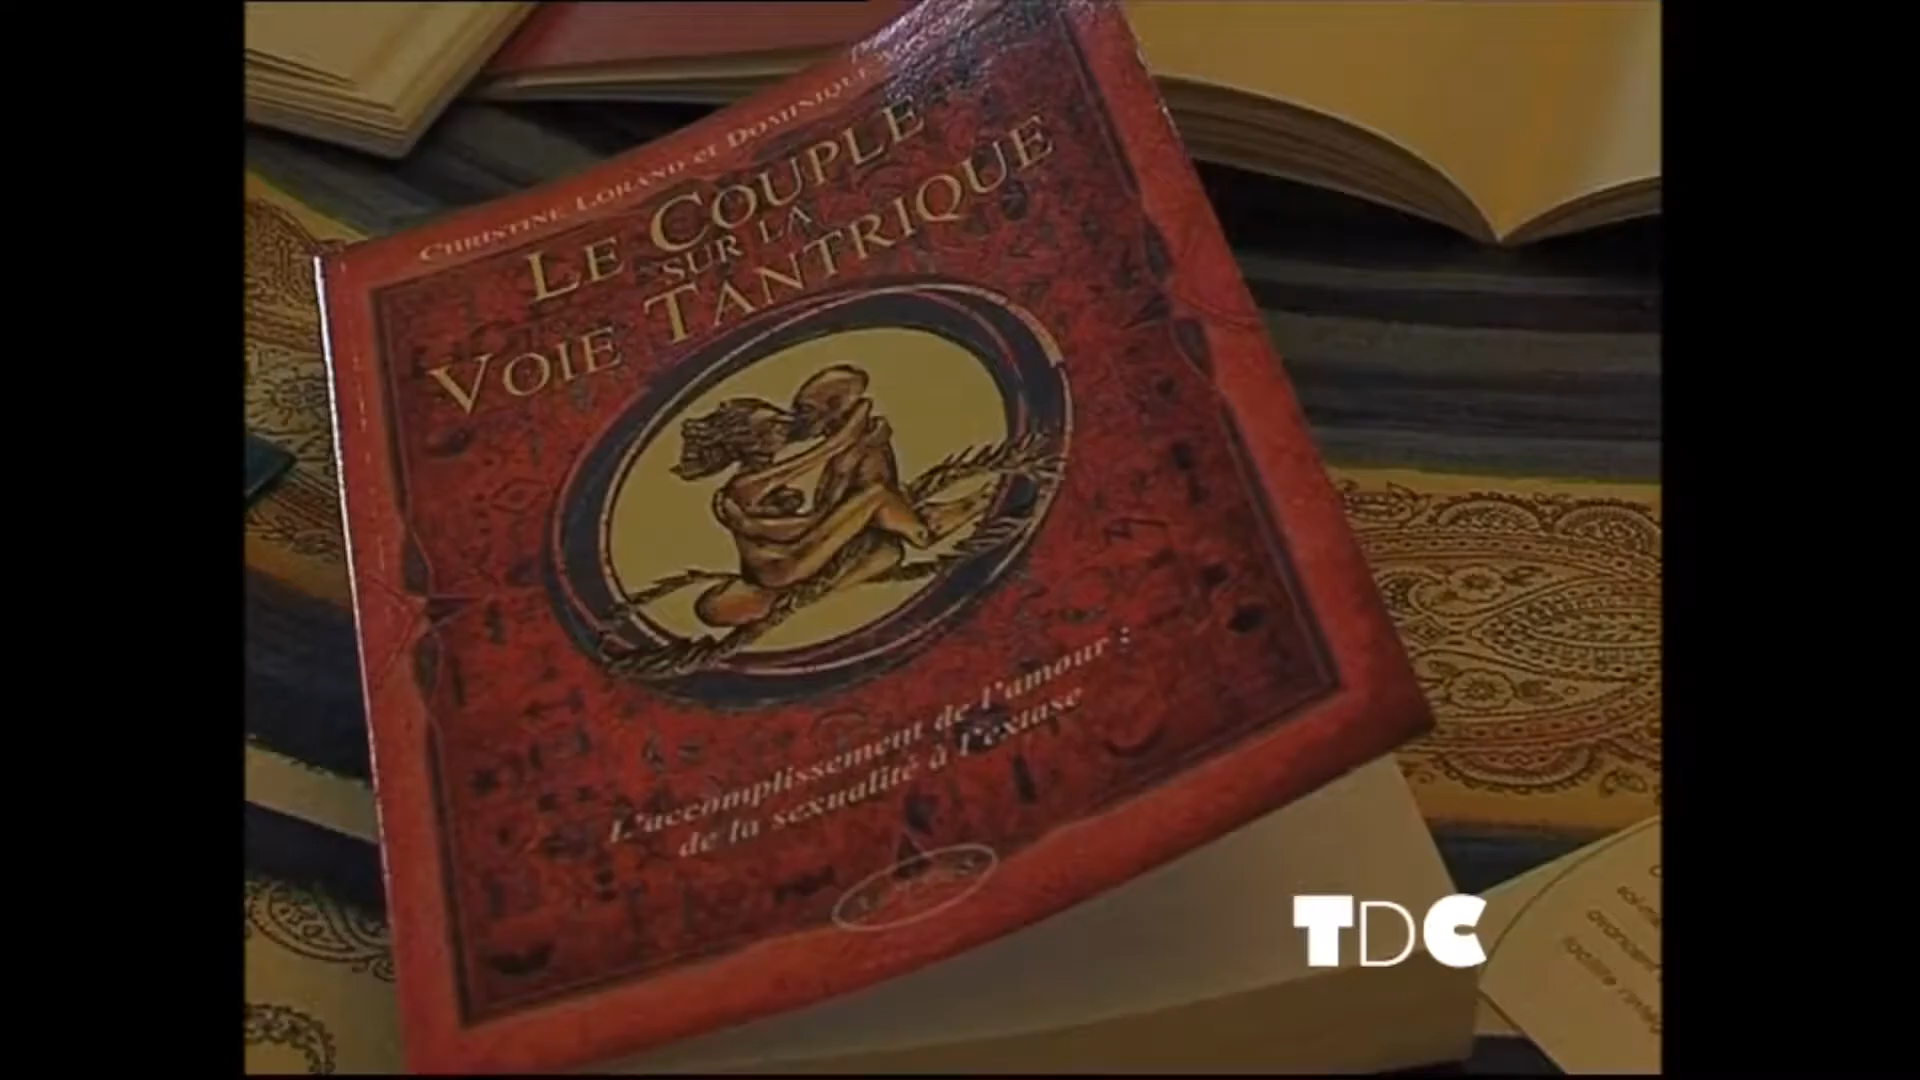 CHRISTINE LORAND et DOMINIQUE
LE COUPLE
SUR LA
VOIE TANTRIQUE
L'accomplissement de l'amour :
de la sexualité à l'extase
TDC